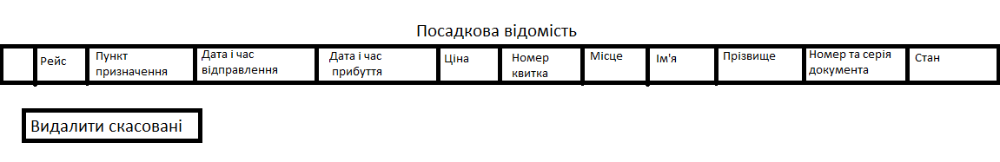 Посадкова відомість
Рейс
Пункт
призначення
Дата і час
відправлення
Дата і час
прибуття
Ціна
Номер
квитка
Місце
Ім'я
Прізвище
Номер та серія
документа
Стан
Видалити скасовані